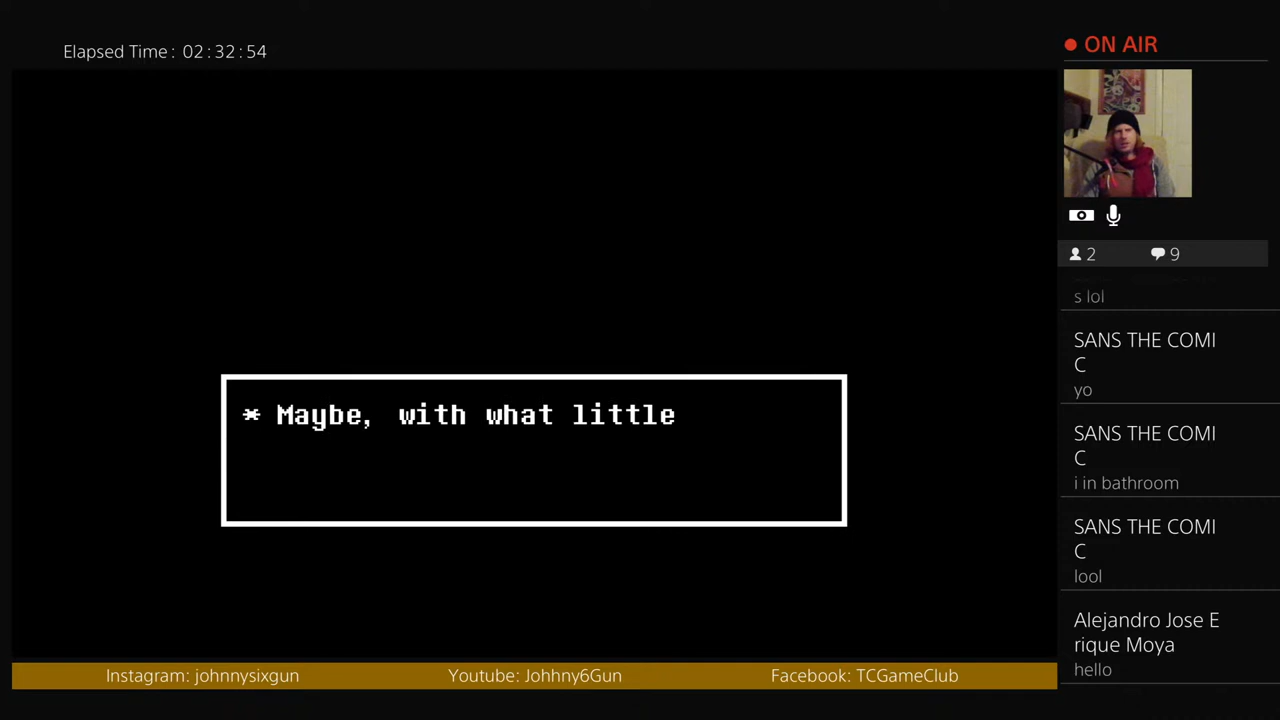 Elapsed Time: 02:32:54
ON AIR
2 9
s lol
SANS THE COMI
C
yo
SANS THE COMI
C
i in bathroom
SANS THE COMI
C
lool
Alejandro Jose E
rique Moya
hello
* Maybe, with what little
Instagram: johnnysixgun Youtube: Johhny6Gun Facebook: TCGameClub